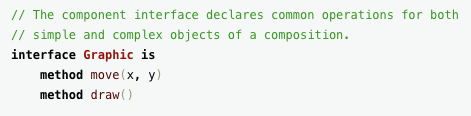 // The component interface declares common operations for both
// simple and complex objects of a composition.
interface Graphic is
    method move(x, y)
    method draw()